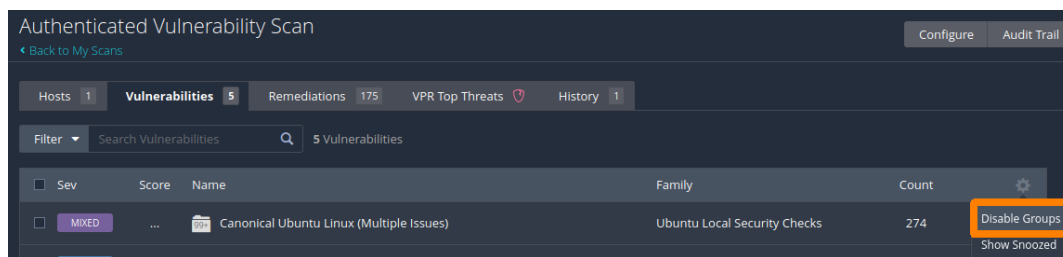 Authenticated Vulnerability Scan
Configure Audit Trail
Back to My Scans
Hosts 1 Vulnerabilities 5 Remediations 175 VPR Top Threats History 1
Filter Search Vulnerabilities 5 Vulnerabilities
Sev Score Name Family Count
MIXED ... 99+ Canonical Ubuntu Linux (Multiple Issues) Ubuntu Local Security Checks 274
Disable Groups
Show Snoozed